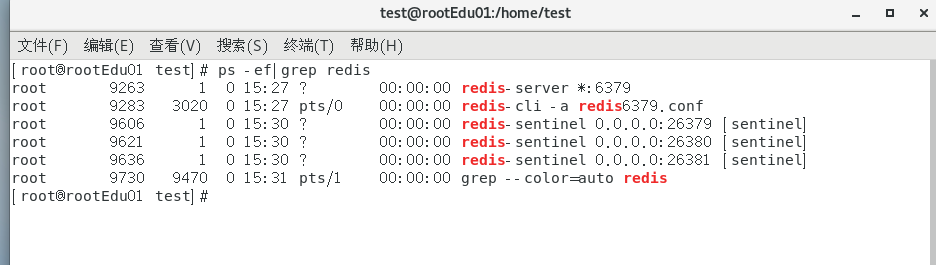 test@rootEdu01:/home/test
文件(F) 编辑(E) 查看(V) 搜索(S) 终端(T) 帮助(H)
[root@rootEdu01 test]# ps -ef|grep redis
root 9263 1 0 15:27 ? 00:00:00 redis-server *:6379
root 9283 3020 0 15:27 pts/0 00:00:00 redis-cli -a redis6379.conf
root 9606 1 0 15:30 ? 00:00:00 redis-sentinel 0.0.0.0:26379 [sentinel]
root 9621 1 0 15:30 ? 00:00:00 redis-sentinel 0.0.0.0:26380 [sentinel]
root 9636 1 0 15:30 ? 00:00:00 redis-sentinel 0.0.0.0:26381 [sentinel]
root 9730 9470 0 15:31 pts/1 00:00:00 grep --color=auto redis
[root@rootEdu01 test]#